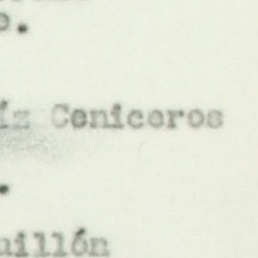 e.
íz Ceniceros
.
uillón